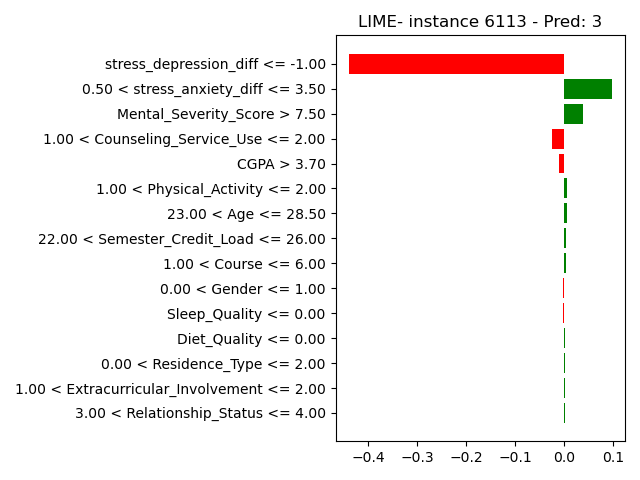 LIME- instance 6113 - Pred: 3
stress_depression_diff <= -1.00
0.50 < stress_anxiety_diff <= 3.50
Mental_Severity_Score > 7.50
1.00 < Counseling_Service_Use <= 2.00
CGPA > 3.70
1.00 < Physical_Activity <= 2.00
23.00 < Age <= 28.50
22.00 < Semester_Credit_Load <= 26.00
1.00 < Course <= 6.00
0.00 < Gender <= 1.00
Sleep_Quality <= 0.00
Diet_Quality <= 0.00
0.00 < Residence_Type <= 2.00
1.00 < Extracurricular_Involvement <= 2.00
3.00 < Relationship_Status <= 4.00
−0.4 −0.3 −0.2 −0.1 0.0 0.1